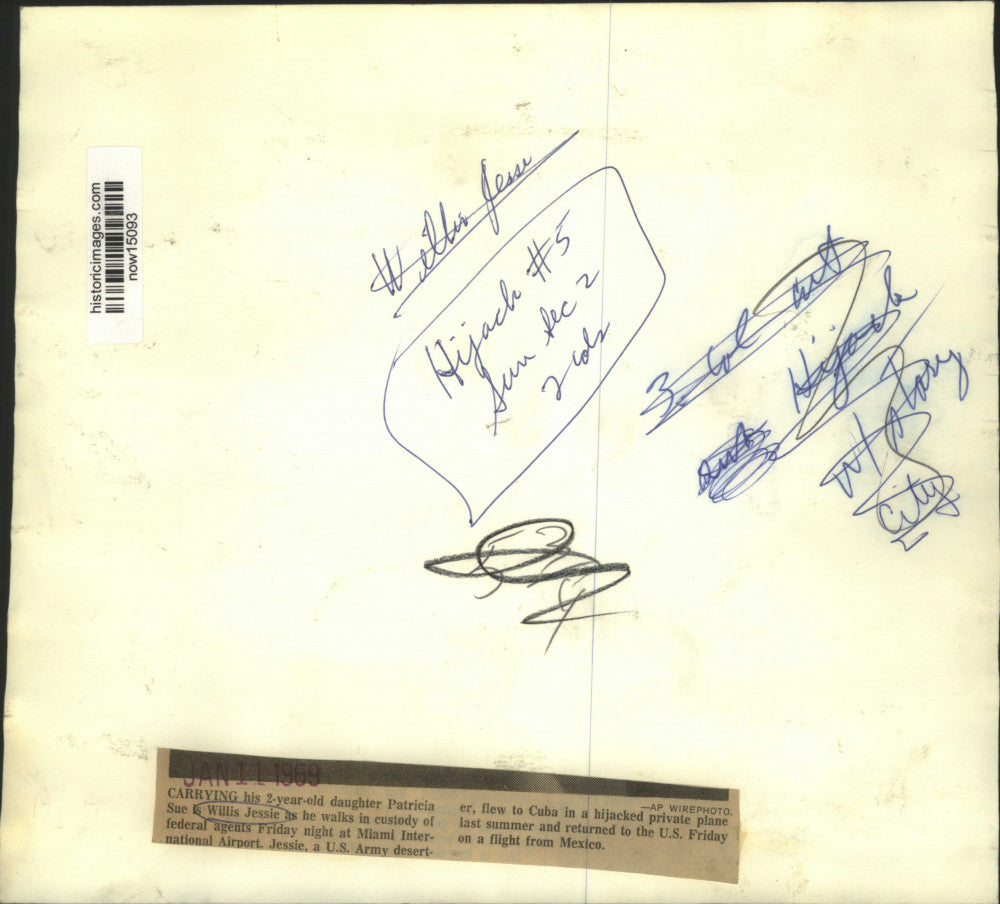 historicimages.com
now15093
Willis Jesse
Hijack #5
Sun Sec 2
2 cols
3 col cut
Hijack
cuts
w/ story
City
JAN 11 1969
CARRYING his 2-year-old daughter Patricia
Sue is Willis Jessie as he walks in custody of
federal agents Friday night at Miami Inter-
national Airport. Jessie, a U.S. Army desert-
—AP WIREPHOTO.
er, flew to Cuba in a hijacked private plane
last summer and returned to the U.S. Friday
on a flight from Mexico.